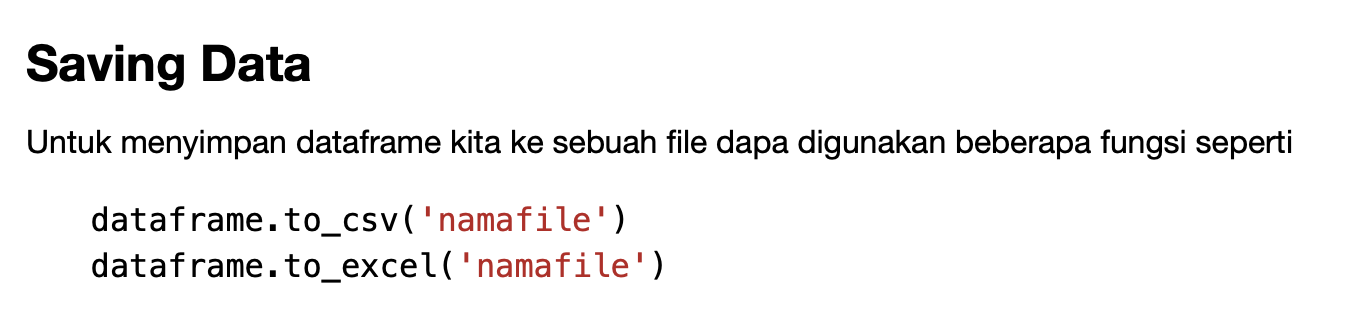 Saving Data
Untuk menyimpan dataframe kita ke sebuah file dapa digunakan beberapa fungsi seperti
dataframe.to_csv('namafile')
dataframe.to_excel('namafile')